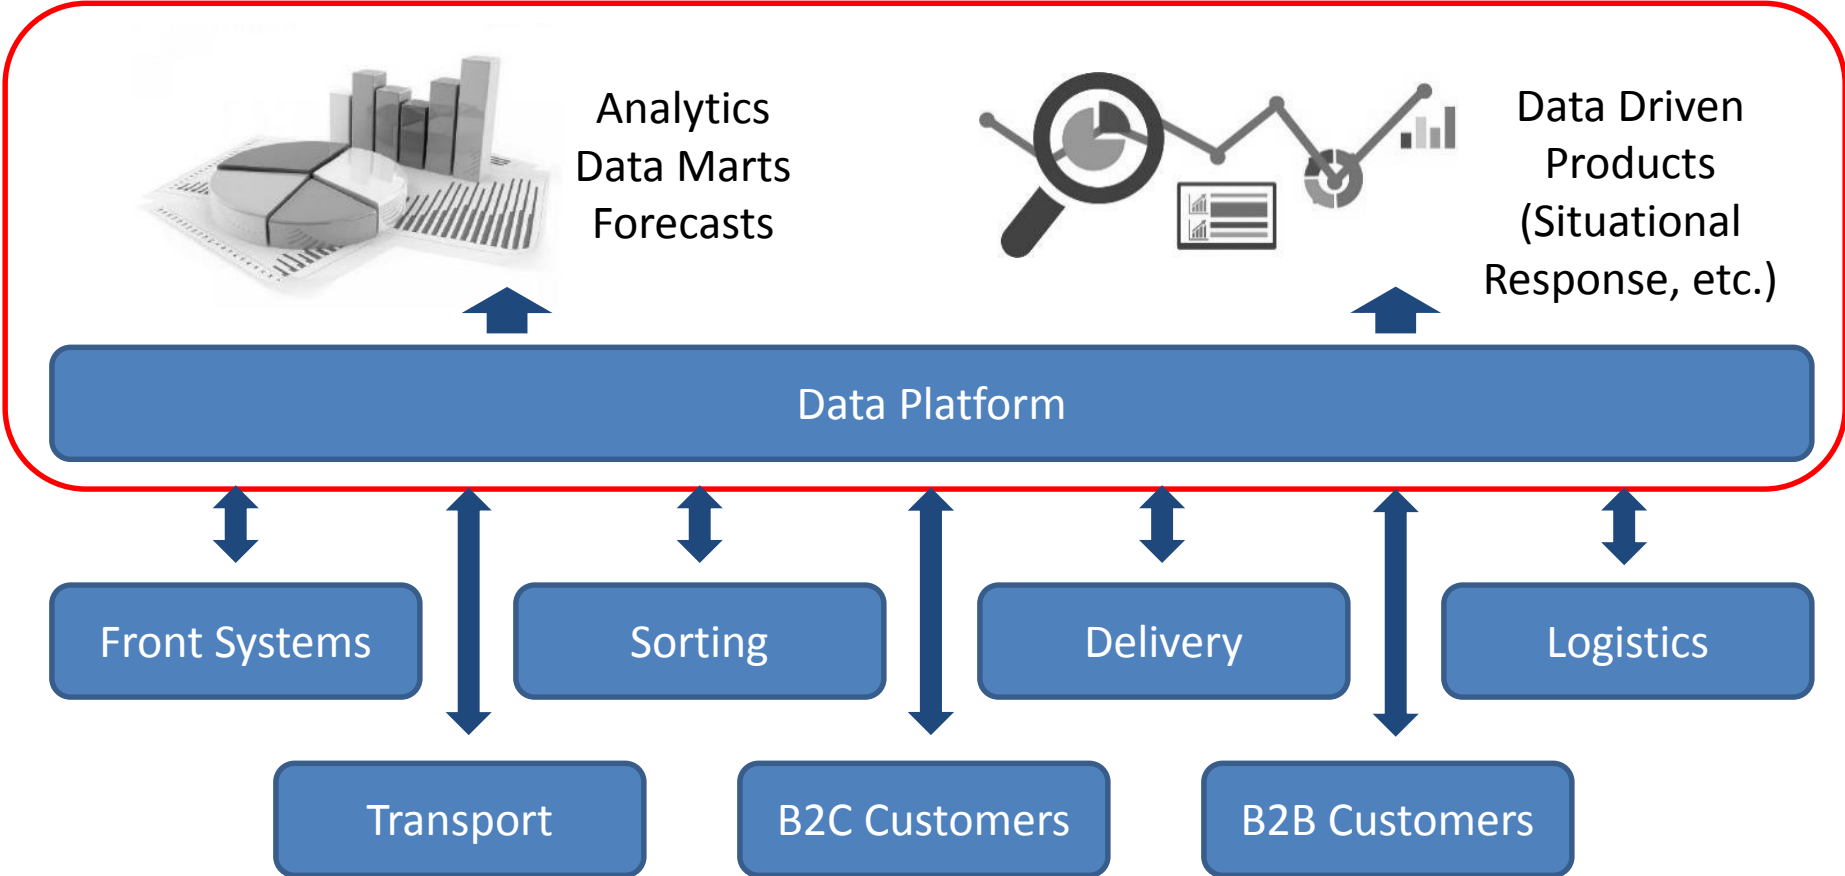 Analytics
Data Marts
Forecasts
Data Driven
Products
(Situational
Response, etc.)
Data Platform
Front Systems
Sorting
Delivery
Logistics
Transport
B2C Customers
B2B Customers